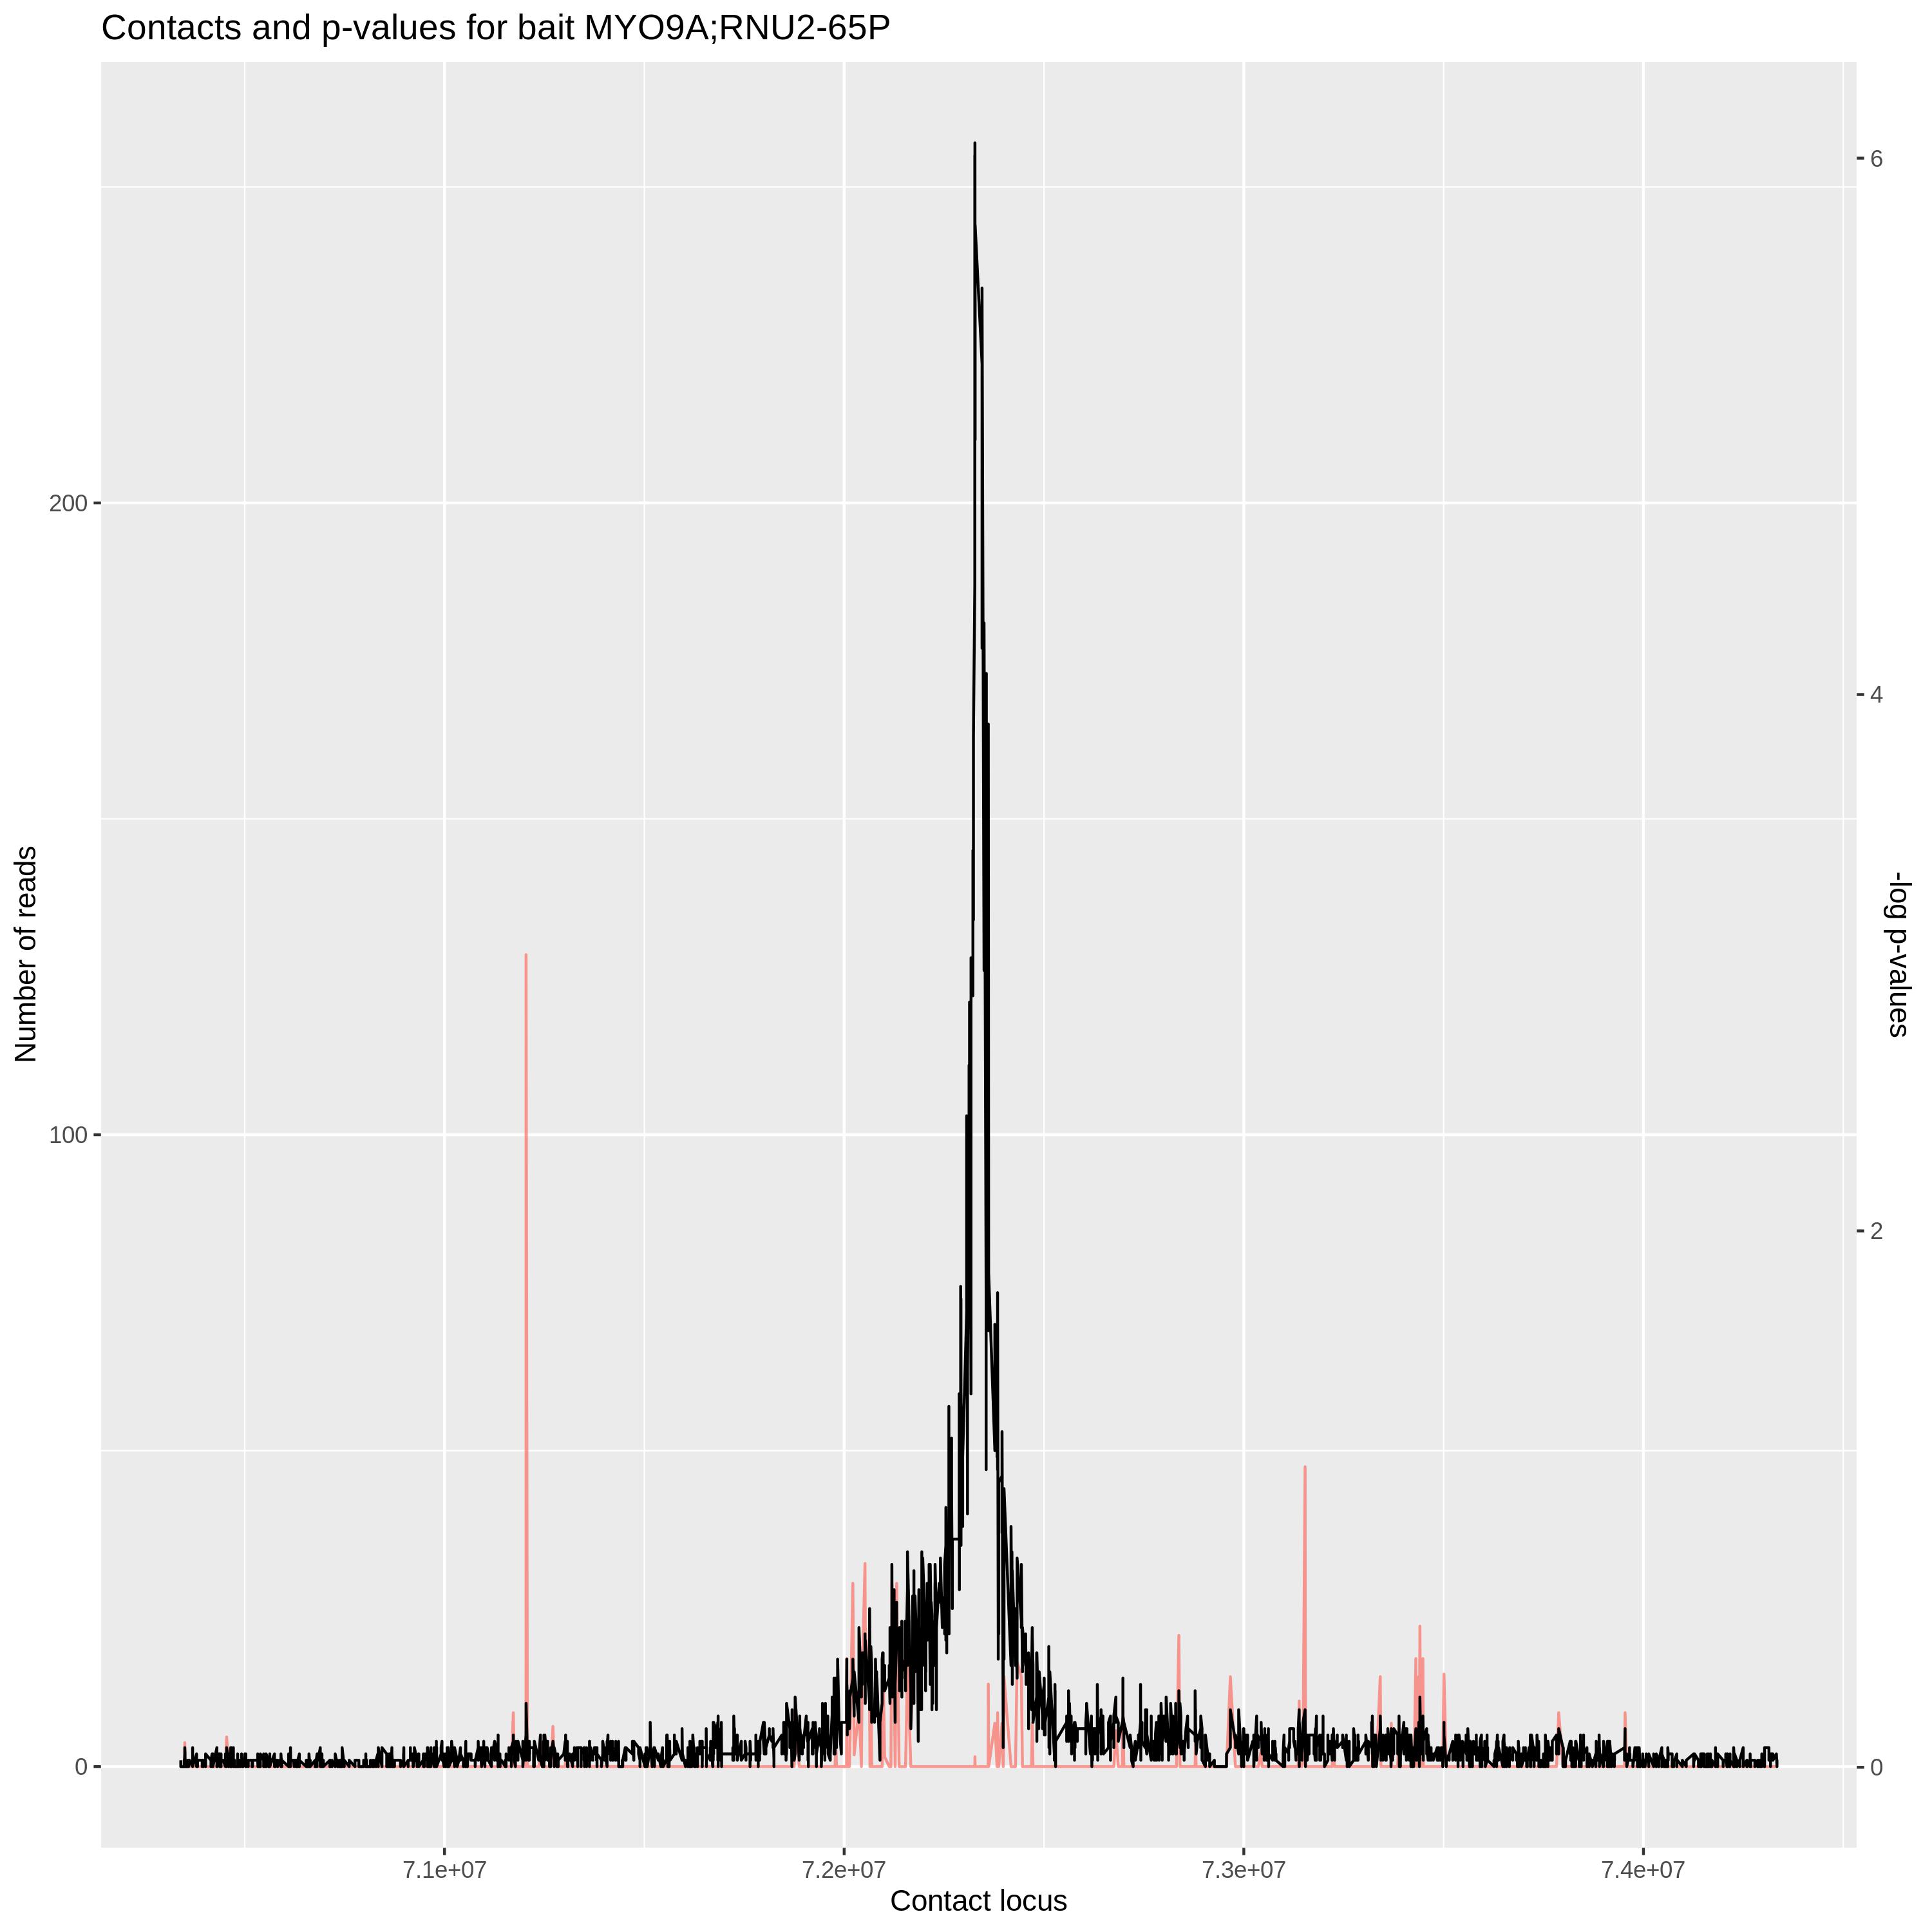 Contacts and p-values for bait MYO9A;RNU2-65P
Number of reads
200
100
0
6
4
2
0
-log p-values
7.1e+07 7.2e+07 7.3e+07 7.4e+07
Contact locus